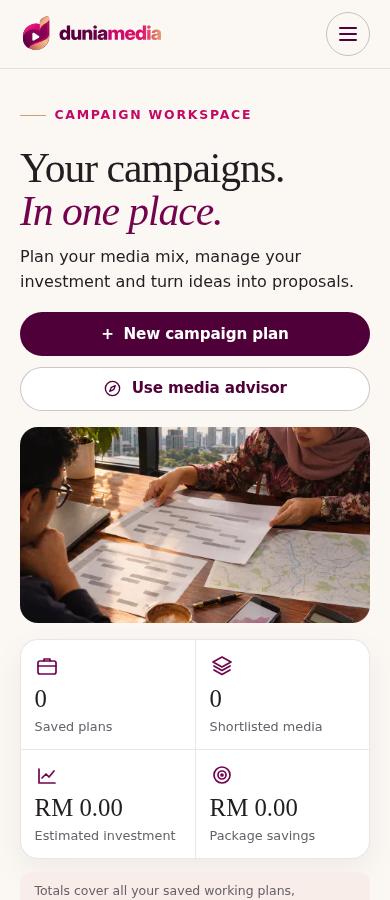 duniamedia
CAMPAIGN WORKSPACE
Your campaigns.
In one place.
Plan your media mix, manage your
investment and turn ideas into proposals.
+ New campaign plan
Use media advisor
0
Saved plans
0
Shortlisted media
RM 0.00
Estimated investment
RM 0.00
Package savings
Totals cover all your saved working plans,